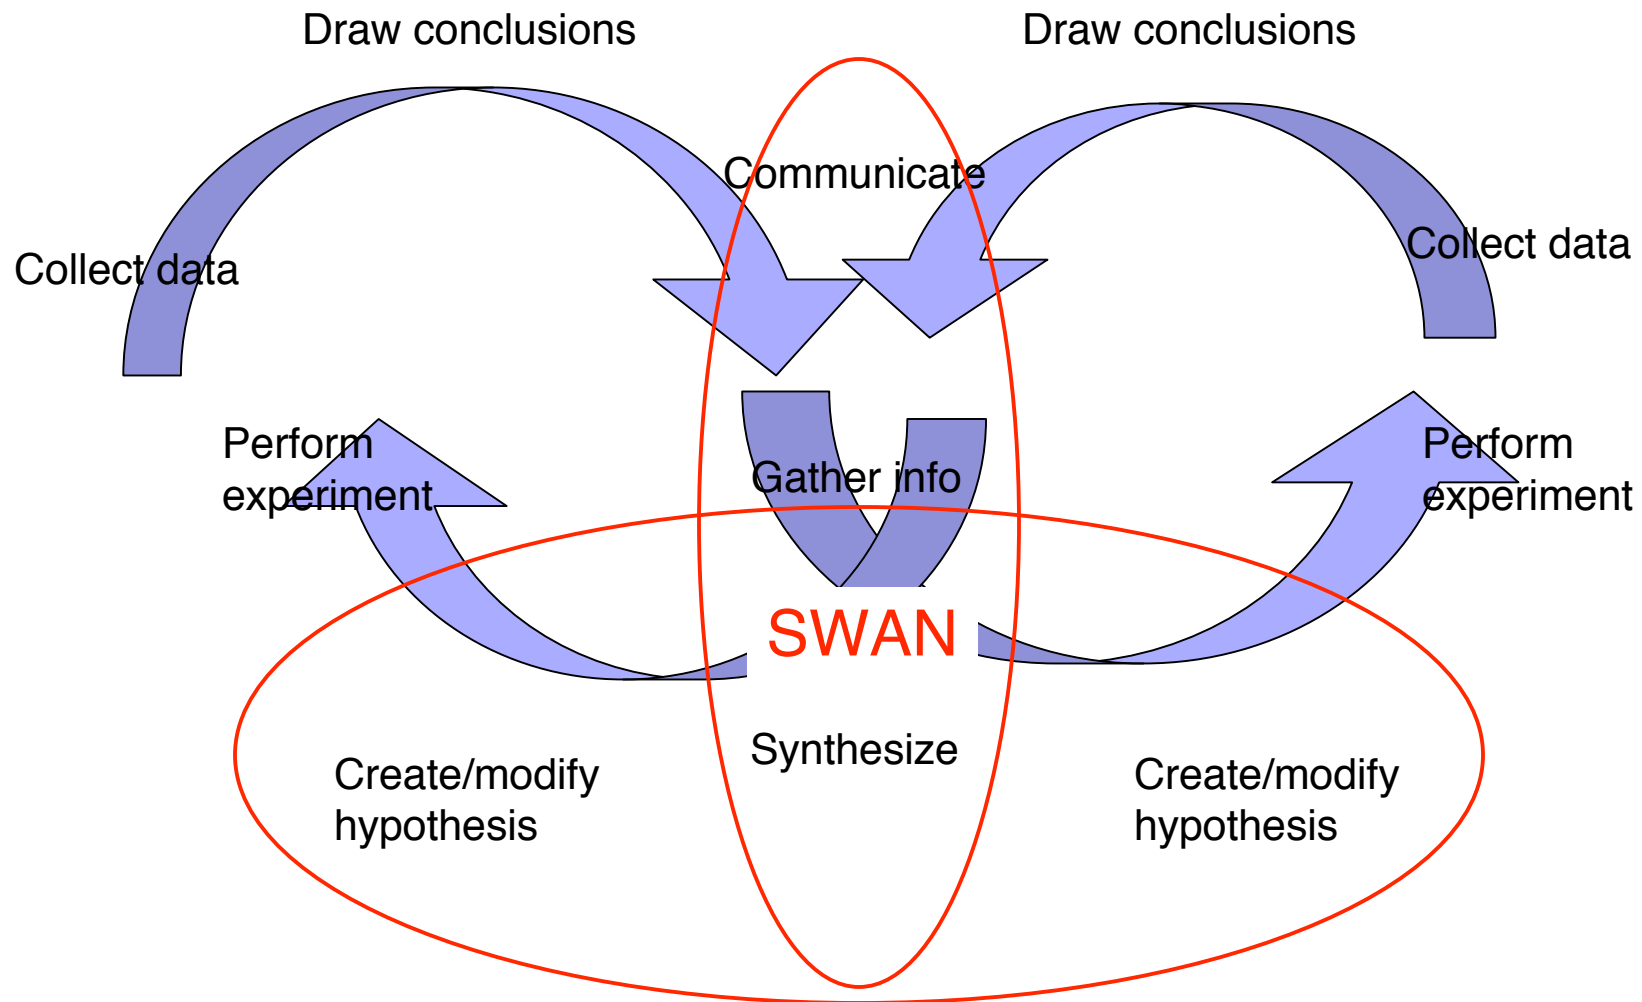 Draw conclusions
Draw conclusions
Communicate
Collect data
Collect data
Perform
experiment
Perform
experiment
Gather info
SWAN
Synthesize
Create/modify
hypothesis
Create/modify
hypothesis